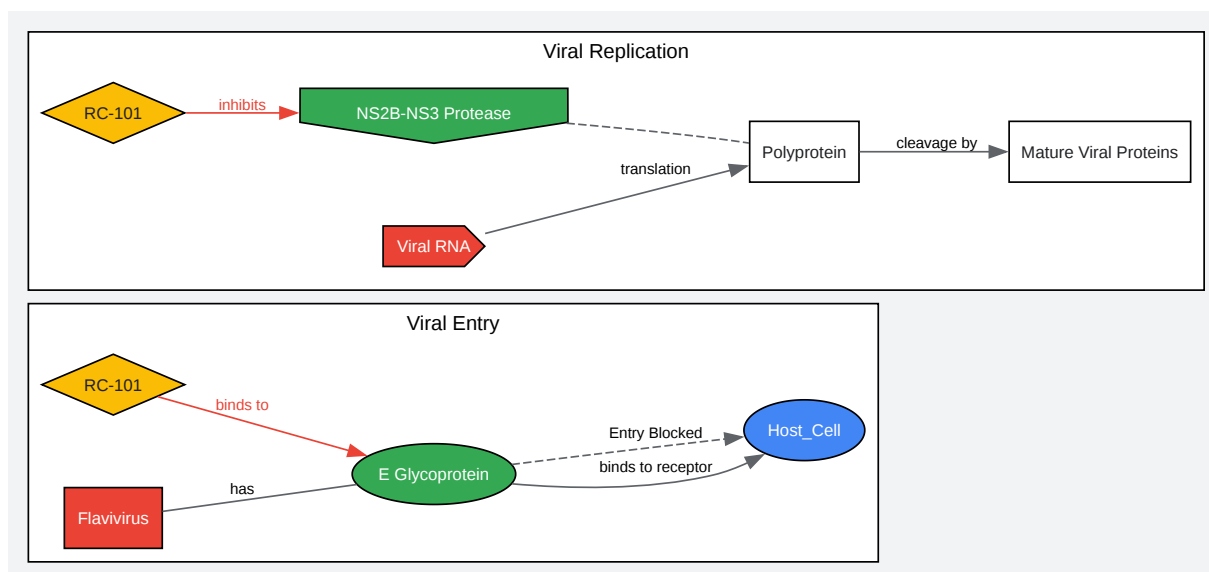 Viral Replication
RC-101
inhibits
NS2B-NS3 Protease
Polyprotein
cleavage by
Mature Viral Proteins
translation
Viral RNA
Viral Entry
RC-101
binds to
E Glycoprotein
Entry Blocked
binds to receptor
Host_Cell
has
Flavivirus